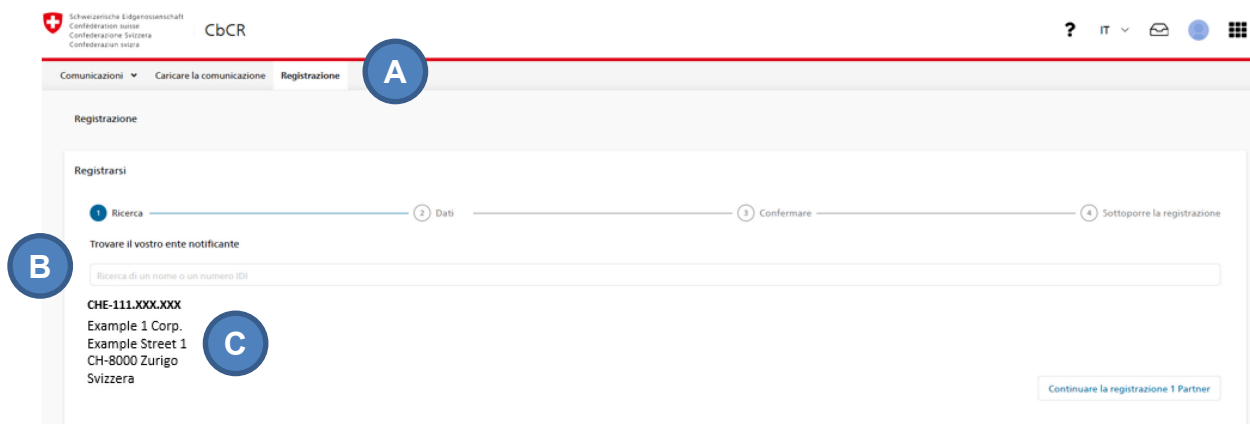 Schweizerische Eidgenossenschaft
Confédération suisse
Confederazione Svizzera
Confederaziun svizra
CbCR
? IT
Comunicazioni Caricare la comunicazione Registrazione
A
Registrazione
Registrarsi
1 Ricerca 2 Dati 3 Confermare 4 Sottoporre la registrazione
Trovare il vostro ente notificante
B
Ricerca di un nome o un numero IDI
CHE-111.XXX.XXX
Example 1 Corp.
Example Street 1
C
CH-8000 Zurigo
Svizzera
Continuare la registrazione 1 Partner